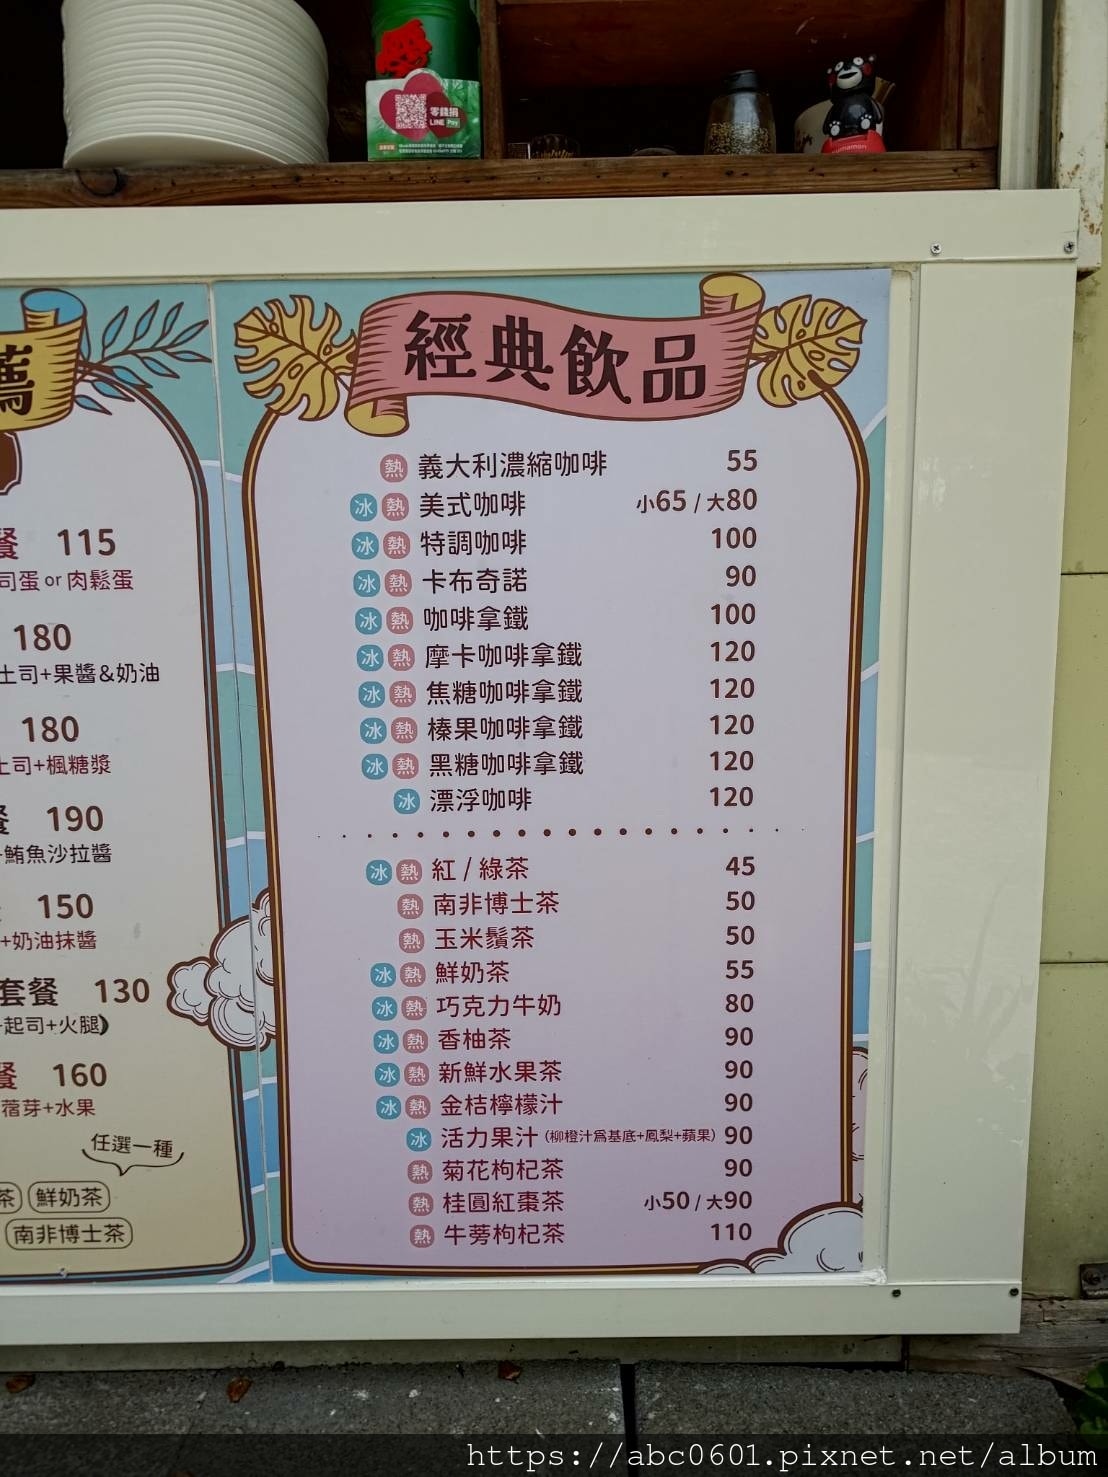 零錢捐
LINE Pay
kumamon
薦
經典飲品
餐 115
司蛋 or 肉鬆蛋
180
土司+果醬&奶油
180
土司+楓糖漿
餐 190
+鮪魚沙拉醬
150
+奶油抹醬
套餐 130
+起司+火腿)
餐 160
蓿芽+水果
任選一種
茶 鮮奶茶
南非博士茶
熱 義大利濃縮咖啡 55
冰 熱 美式咖啡 小65 / 大80
冰 熱 特調咖啡 100
冰 熱 卡布奇諾 90
冰 熱 咖啡拿鐵 100
冰 熱 摩卡咖啡拿鐵 120
冰 熱 焦糖咖啡拿鐵 120
冰 熱 榛果咖啡拿鐵 120
冰 熱 黑糖咖啡拿鐵 120
冰 漂浮咖啡 120
冰 熱 紅 / 綠茶 45
熱 南非博士茶 50
熱 玉米鬚茶 50
冰 熱 鮮奶茶 55
冰 熱 巧克力牛奶 80
冰 熱 香柚茶 90
冰 熱 新鮮水果茶 90
冰 熱 金桔檸檬汁 90
冰 活力果汁 (柳橙汁為基底+鳳梨+蘋果) 90
熱 菊花枸杞茶 90
熱 桂圓紅棗茶 小50 / 大90
熱 牛蒡枸杞茶 110
https://abc0601.pixnet.net/album